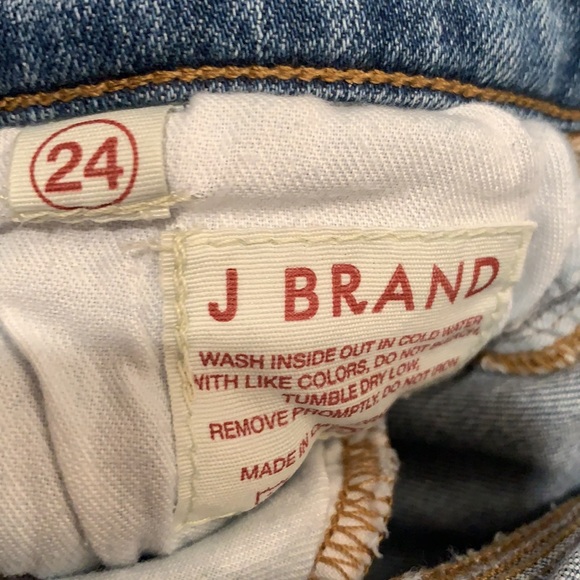 24
J BRAND
WASH INSIDE OUT IN COLD WATER
WITH LIKE COLORS, DO NOT BLEACH,
TUMBLE DRY LOW,
REMOVE PROMPTLY, DO NOT IRON.
MADE IN